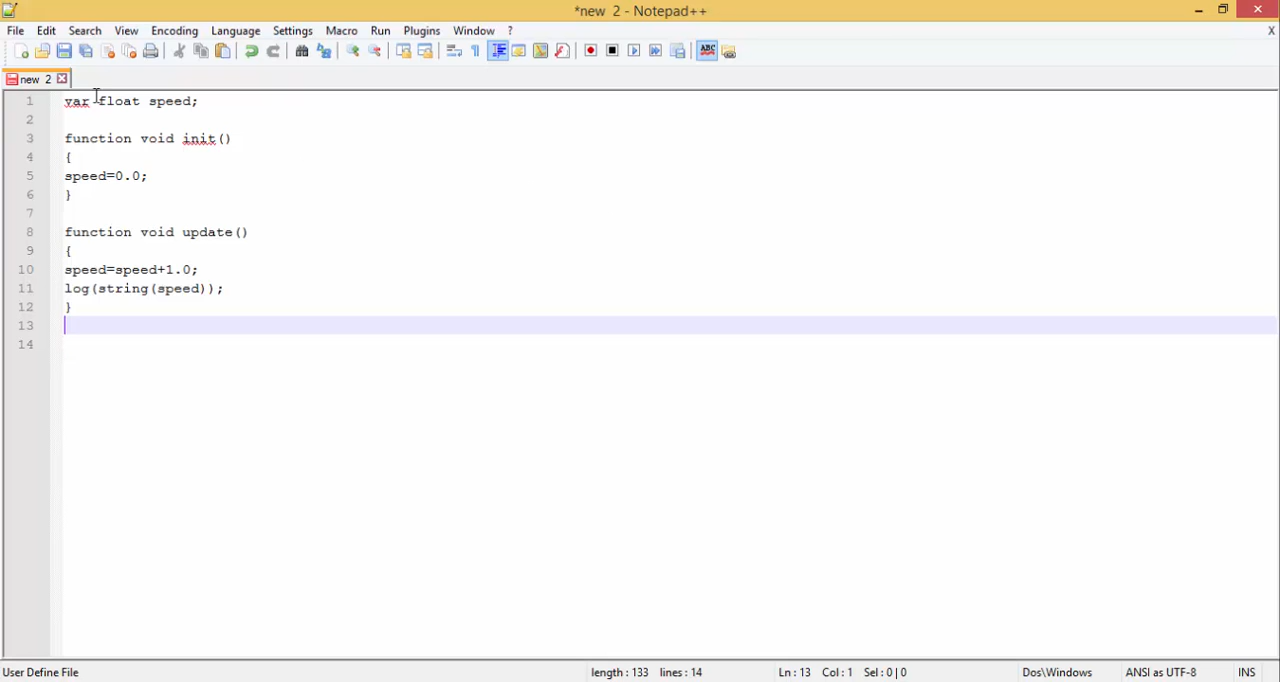 *new 2 - Notepad++
File Edit Search View Encoding Language Settings Macro Run Plugins Window ? X
ABC
new 2
1 var float speed;
2
3 function void init()
4 {
5 speed=0.0;
6 }
7
8 function void update()
9 {
10 speed=speed+1.0;
11 log(string(speed));
12 }
13
14
User Define File length : 133 lines : 14 Ln : 13 Col : 1 Sel : 0 | 0 Dos\Windows ANSI as UTF-8 INS